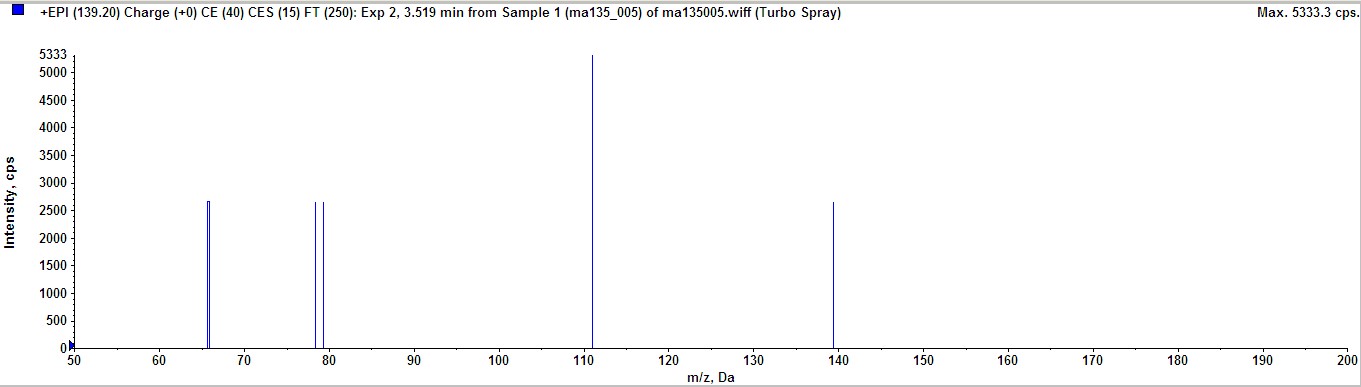 +EPI (139.20) Charge (+0) CE (40) CES (15) FT (250): Exp 2, 3.519 min from Sample 1 (ma135_005) of ma135005.wiff (Turbo Spray)
Max. 5333.3 cps.
Intensity, cps
5333
5000
4500
4000
3500
3000
2500
2000
1500
1000
500
0
50 60 70 80 90 100 110 120 130 140 150 160 170 180 190 200
m/z, Da